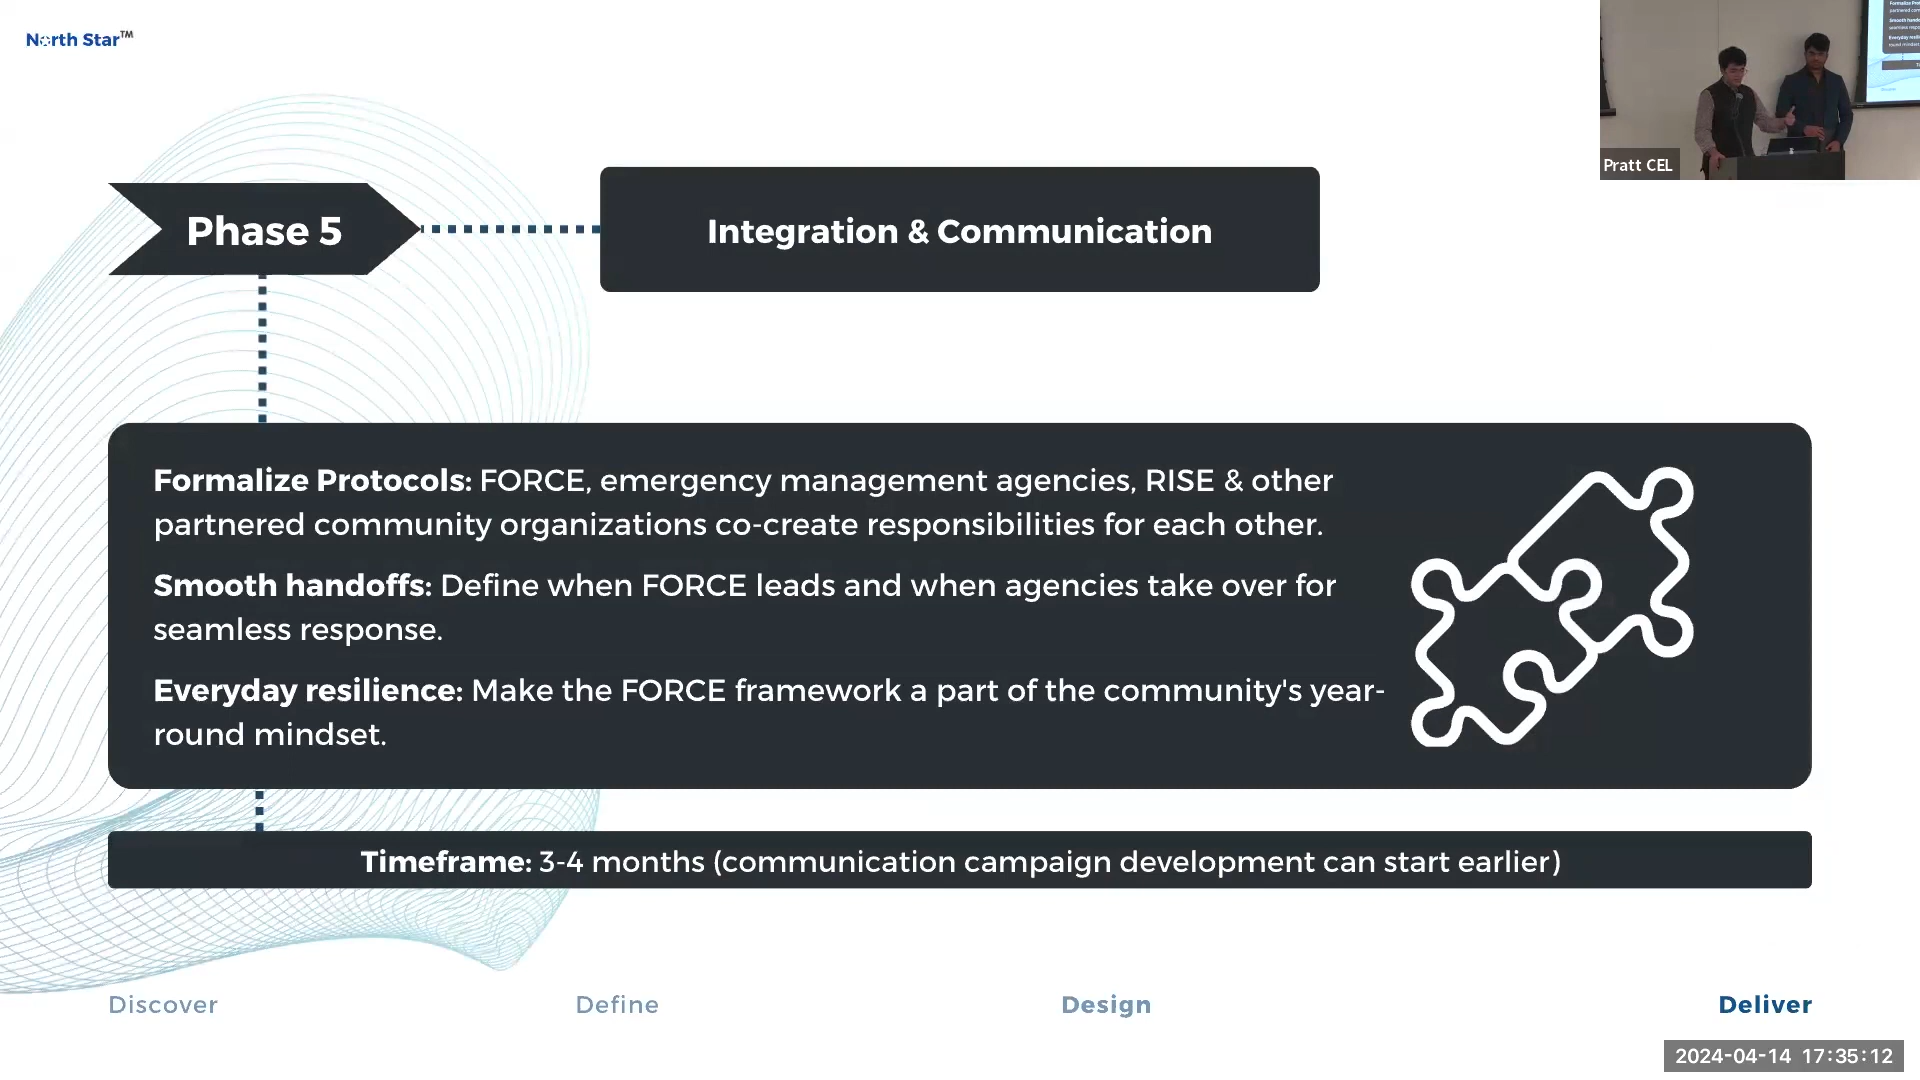 North Star™
Pratt CEL
Phase 5
Integration & Communication
Formalize Protocols: FORCE, emergency management agencies, RISE & other
partnered community organizations co-create responsibilities for each other.
Smooth handoffs: Define when FORCE leads and when agencies take over for
seamless response.
Everyday resilience: Make the FORCE framework a part of the community's year-
round mindset.
Timeframe: 3-4 months (communication campaign development can start earlier)
Discover
Define
Design
Deliver
2024-04-14 17:35:12